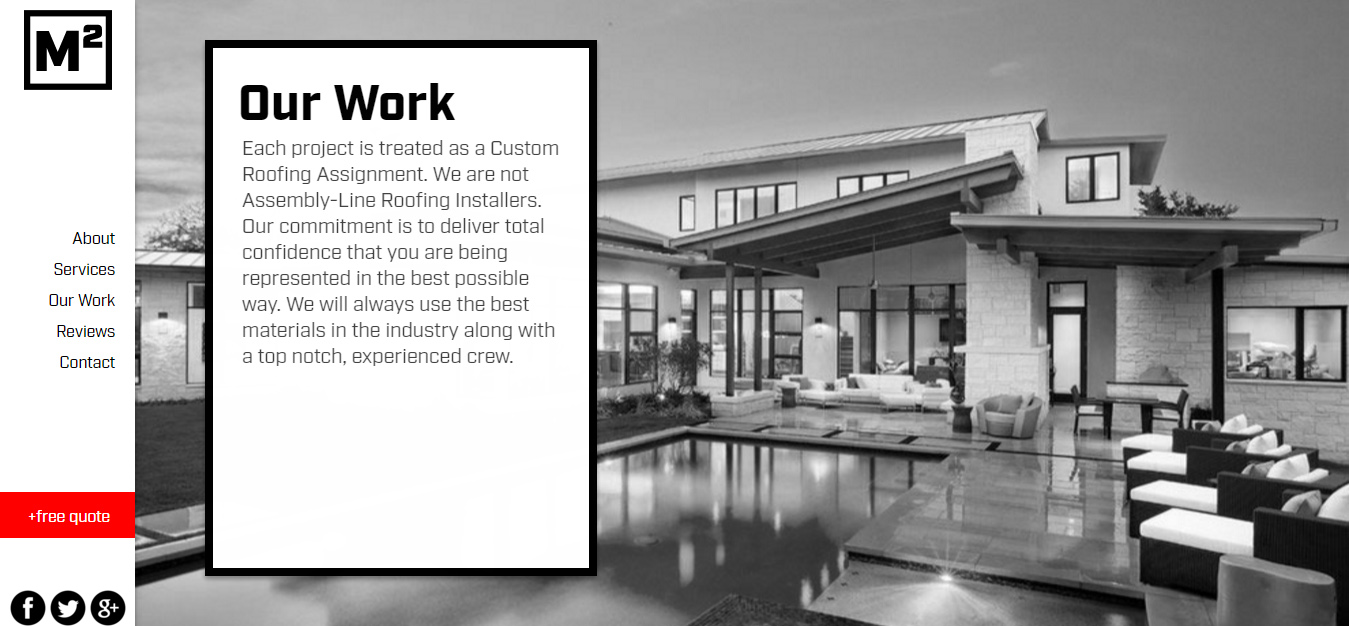 M²
About
Services
Our Work
Reviews
Contact
+free quote
f
g+
Our Work
Each project is treated as a Custom
Roofing Assignment. We are not
Assembly-Line Roofing Installers.
Our commitment is to deliver total
confidence that you are being
represented in the best possible
way. We will always use the best
materials in the industry along with
a top notch, experienced crew.